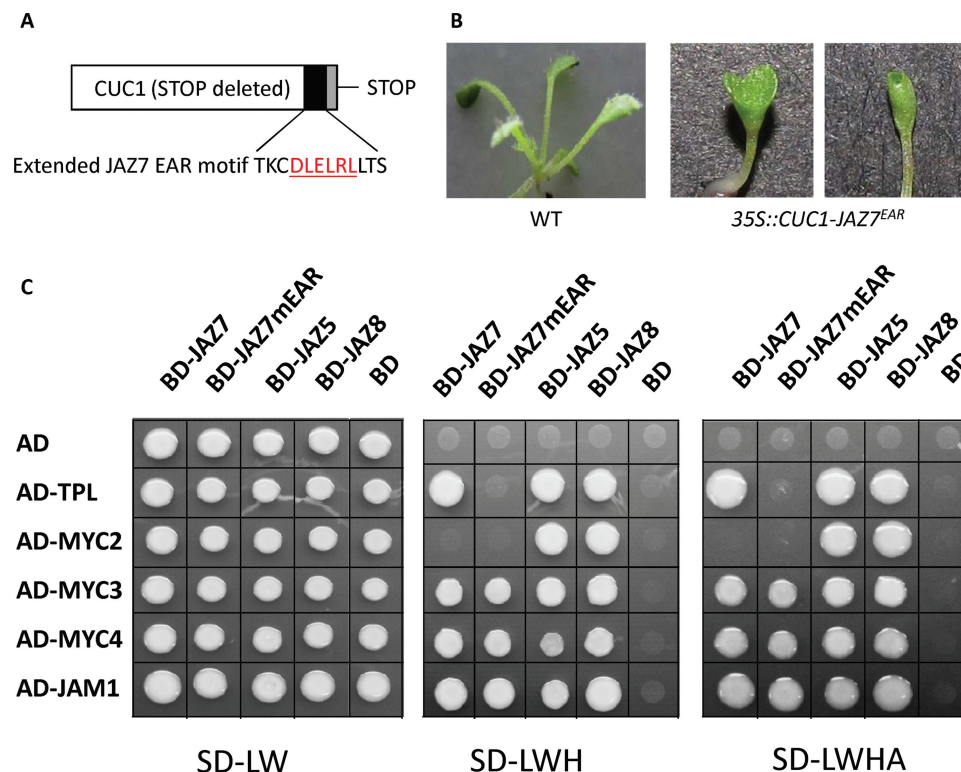 A
CUC1 (STOP deleted)
STOP
Extended JAZ7 EAR motif TKCDLELRLLTS
B
WT
35S::CUC1-JAZ7EAR
C
BD-JAZ7
BD-JAZ7mEAR
BD-JAZ5
BD-JAZ8
BD
BD-JAZ7
BD-JAZ7mEAR
BD-JAZ5
BD-JAZ8
BD
BD-JAZ7
BD-JAZ7mEAR
BD-JAZ5
BD-JAZ8
AD
AD-TPL
AD-MYC2
AD-MYC3
AD-MYC4
AD-JAM1
SD-LW
SD-LWH
SD-LWHA